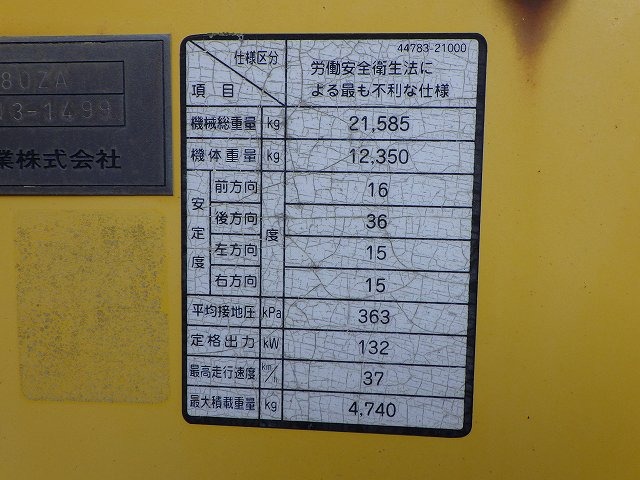 80ZA
03-1499
業株式会社
44783-21000
仕様区分
項 目
労働安全衛生法に
よる最も不利な仕様
機械総重量 kg 21,585
機体重量 kg 12,350
安定度 前方向 度 16
後方向 36
左方向 15
右方向 15
平均接地圧 kPa 363
定格出力 kW 132
最高走行速度 km/h 37
最大積載重量 kg 4,740